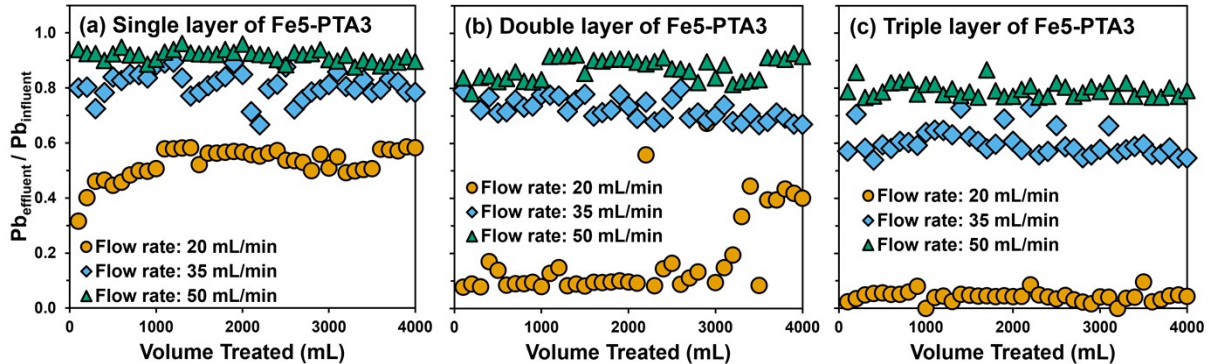 (a) Single layer of Fe5-PTA3
(b) Double layer of Fe5-PTA3
(c) Triple layer of Fe5-PTA3
Pbeffluent / Pbinfluent
1.0
0.8
0.6
0.4
0.2
0.0
Flow rate: 20 mL/min
Flow rate: 35 mL/min
Flow rate: 50 mL/min
Flow rate: 20 mL/min
Flow rate: 35 mL/min
Flow rate: 50 mL/min
Flow rate: 20 mL/min
Flow rate: 35 mL/min
Flow rate: 50 mL/min
0 1000 2000 3000 4000
0 1000 2000 3000 4000
0 1000 2000 3000 4000
Volume Treated (mL)
Volume Treated (mL)
Volume Treated (mL)